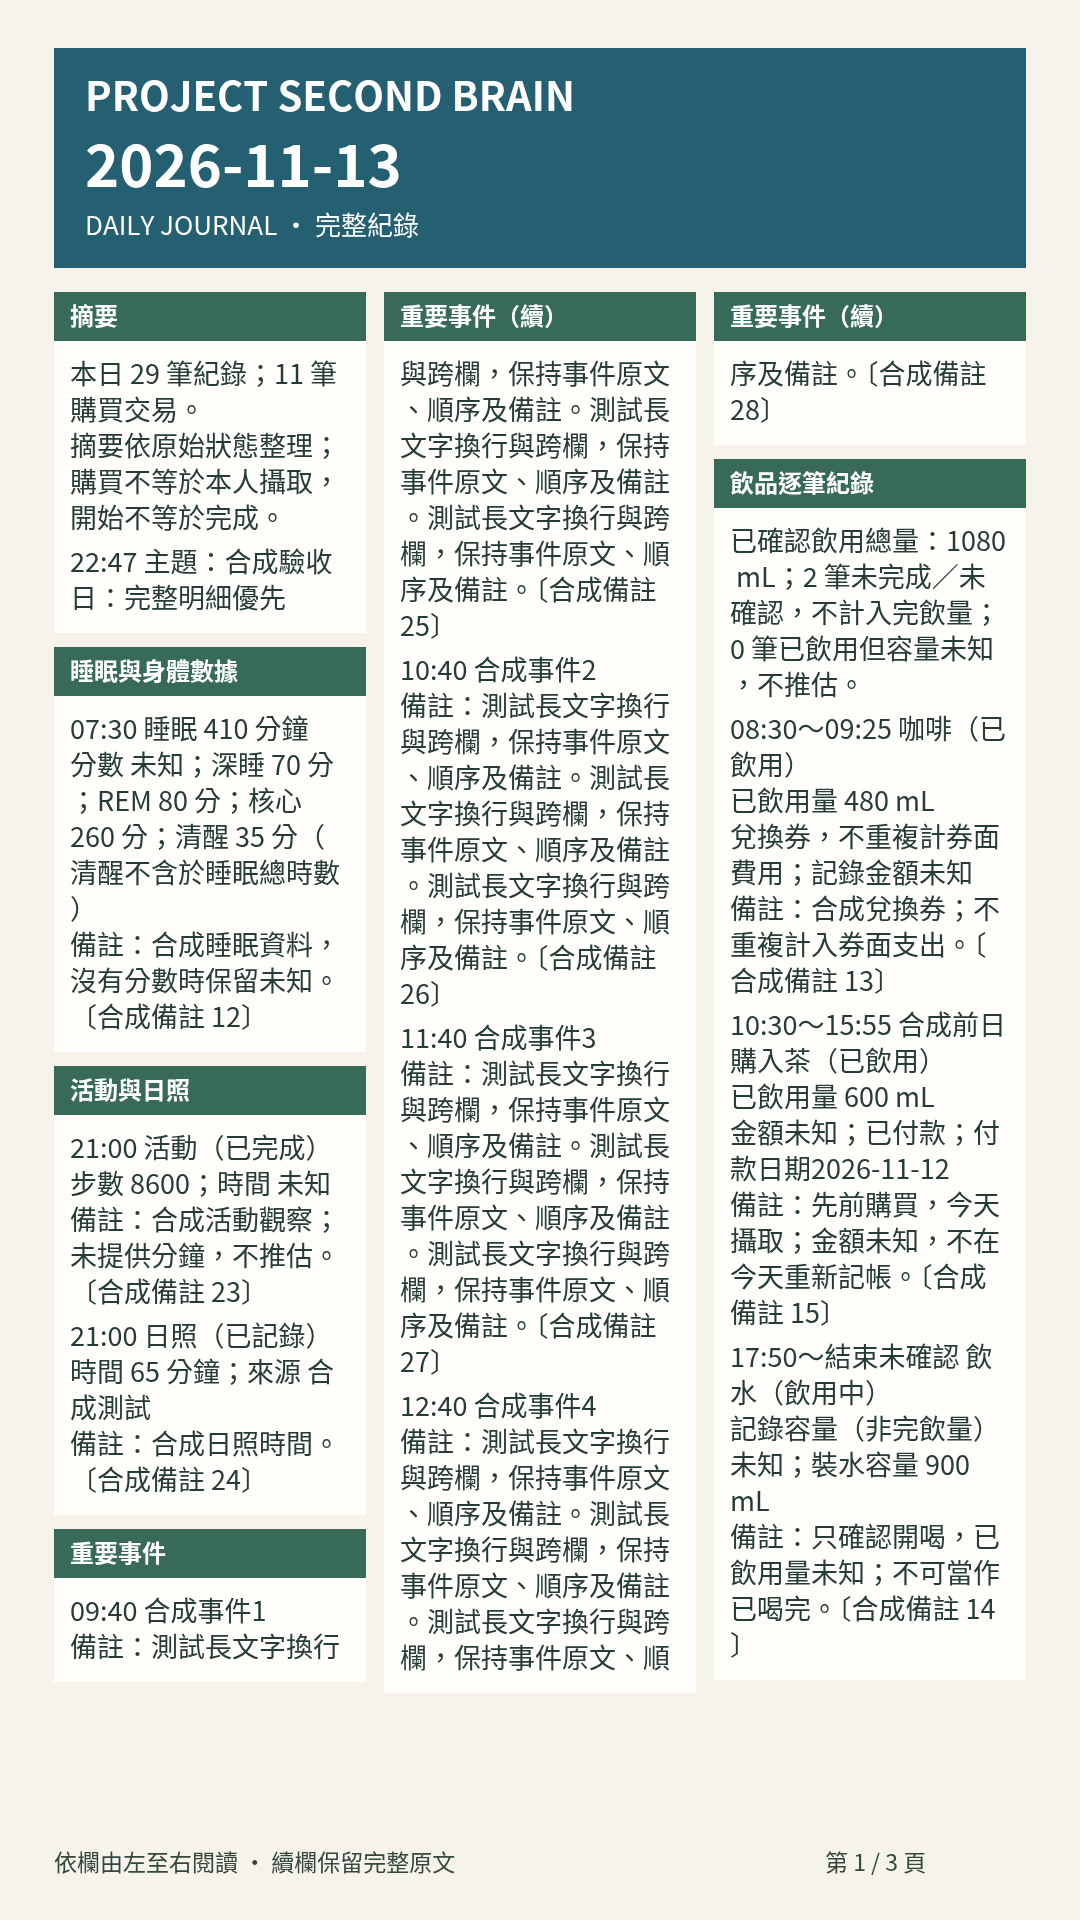 PROJECT SECOND BRAIN
2026-11-13
DAILY JOURNAL ・ 完整紀錄
摘要
本日 29 筆紀錄；11 筆
購買交易。
摘要依原始狀態整理；
購買不等於本人攝取，
開始不等於完成。
22:47 主題：合成驗收
日：完整明細優先
睡眠與身體數據
07:30 睡眠 410 分鐘
分數 未知；深睡 70 分
；REM 80 分；核心
260 分；清醒 35 分（
清醒不含於睡眠總時數
）
備註：合成睡眠資料，
沒有分數時保留未知。
〔合成備註 12〕
活動與日照
21:00 活動（已完成）
步數 8600；時間 未知
備註：合成活動觀察；
未提供分鐘，不推估。
〔合成備註 23〕
21:00 日照（已記錄）
時間 65 分鐘；來源 合
成測試
備註：合成日照時間。
〔合成備註 24〕
重要事件
09:40 合成事件1
備註：測試長文字換行
重要事件（續）
與跨欄，保持事件原文
、順序及備註。測試長
文字換行與跨欄，保持
事件原文、順序及備註
。測試長文字換行與跨
欄，保持事件原文、順
序及備註。〔合成備註
25〕
10:40 合成事件2
備註：測試長文字換行
與跨欄，保持事件原文
、順序及備註。測試長
文字換行與跨欄，保持
事件原文、順序及備註
。測試長文字換行與跨
欄，保持事件原文、順
序及備註。〔合成備註
26〕
11:40 合成事件3
備註：測試長文字換行
與跨欄，保持事件原文
、順序及備註。測試長
文字換行與跨欄，保持
事件原文、順序及備註
。測試長文字換行與跨
欄，保持事件原文、順
序及備註。〔合成備註
27〕
12:40 合成事件4
備註：測試長文字換行
與跨欄，保持事件原文
、順序及備註。測試長
文字換行與跨欄，保持
事件原文、順序及備註
。測試長文字換行與跨
欄，保持事件原文、順
重要事件（續）
序及備註。〔合成備註
28〕
飲品逐筆紀錄
已確認飲用總量：1080
mL；2 筆未完成／未
確認，不計入完飲量；
0 筆已飲用但容量未知
，不推估。
08:30～09:25 咖啡（已
飲用）
已飲用量 480 mL
兌換券，不重複計券面
費用；記錄金額未知
備註：合成兌換券；不
重複計入券面支出。〔
合成備註 13〕
10:30～15:55 合成前日
購入茶（已飲用）
已飲用量 600 mL
金額未知；已付款；付
款日期2026-11-12
備註：先前購買，今天
攝取；金額未知，不在
今天重新記帳。〔合成
備註 15〕
17:50～結束未確認 飲
水（飲用中）
記錄容量（非完飲量）
未知；裝水容量 900
mL
備註：只確認開喝，已
飲用量未知；不可當作
已喝完。〔合成備註 14
〕
依欄由左至右閱讀 ・ 續欄保留完整原文
第 1 / 3 頁